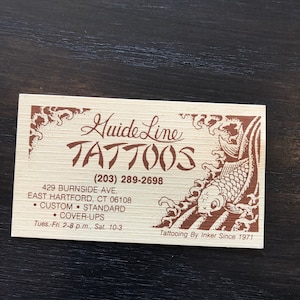 Guide Line
TATTOOS
(203) 289-2698
429 BURNSIDE AVE.
EAST HARTFORD, CT 06108
• CUSTOM • STANDARD
• COVER-UPS
Tues.-Fri. 2-8 p.m., Sat. 10-3
Tattooing By Inker Since 1971